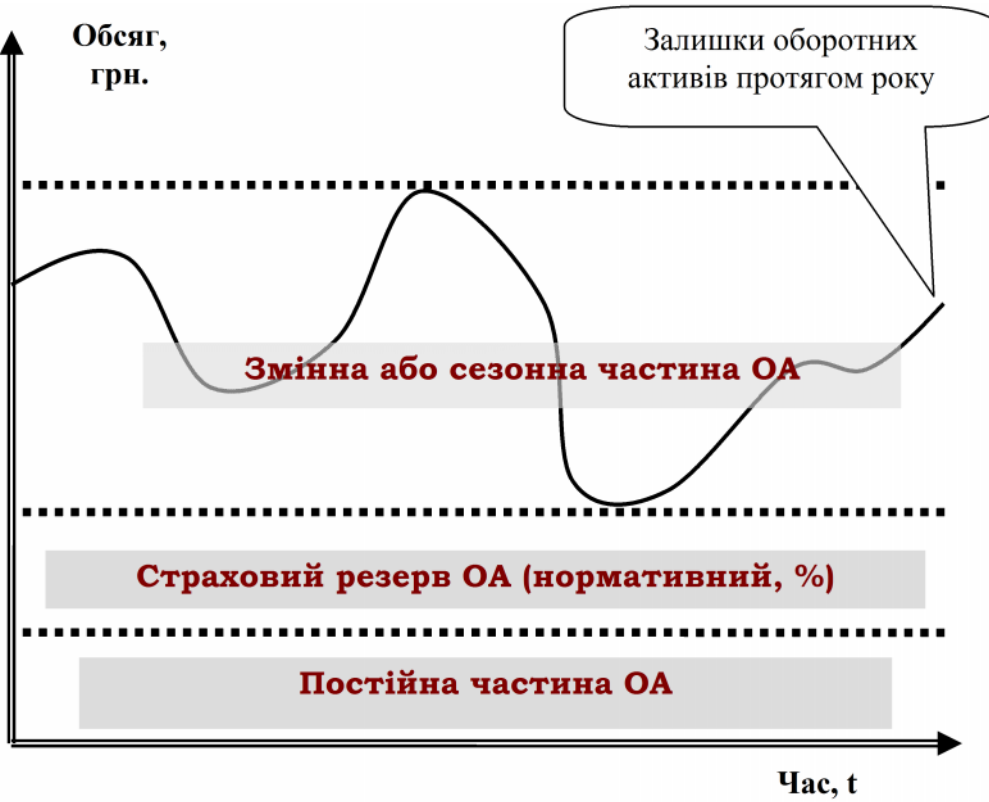 Обсяг,
грн.
Залишки оборотних
активів протягом року
Змінна або сезонна частина ОА
Страховий резерв ОА (нормативний, %)
Постійна частина ОА
Час, t